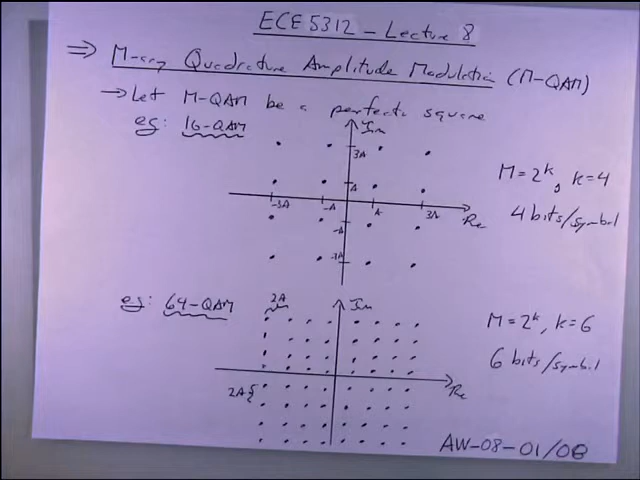 ECE 5312 – Lecture 8
⇒ M-ary Quadrature Amplitude Modulation (M-QAM)
→ Let M-QAM be a perfect square
eg: 16-QAM
Im
3A
A
-3A -A A 3A Re
-A
-3A
M = 2^k, k=4
4 bits/symbol
eg: 64-QAM
2A
Im
M = 2^k, k=6
6 bits/symbol
Re
2A
AW-08-01/08